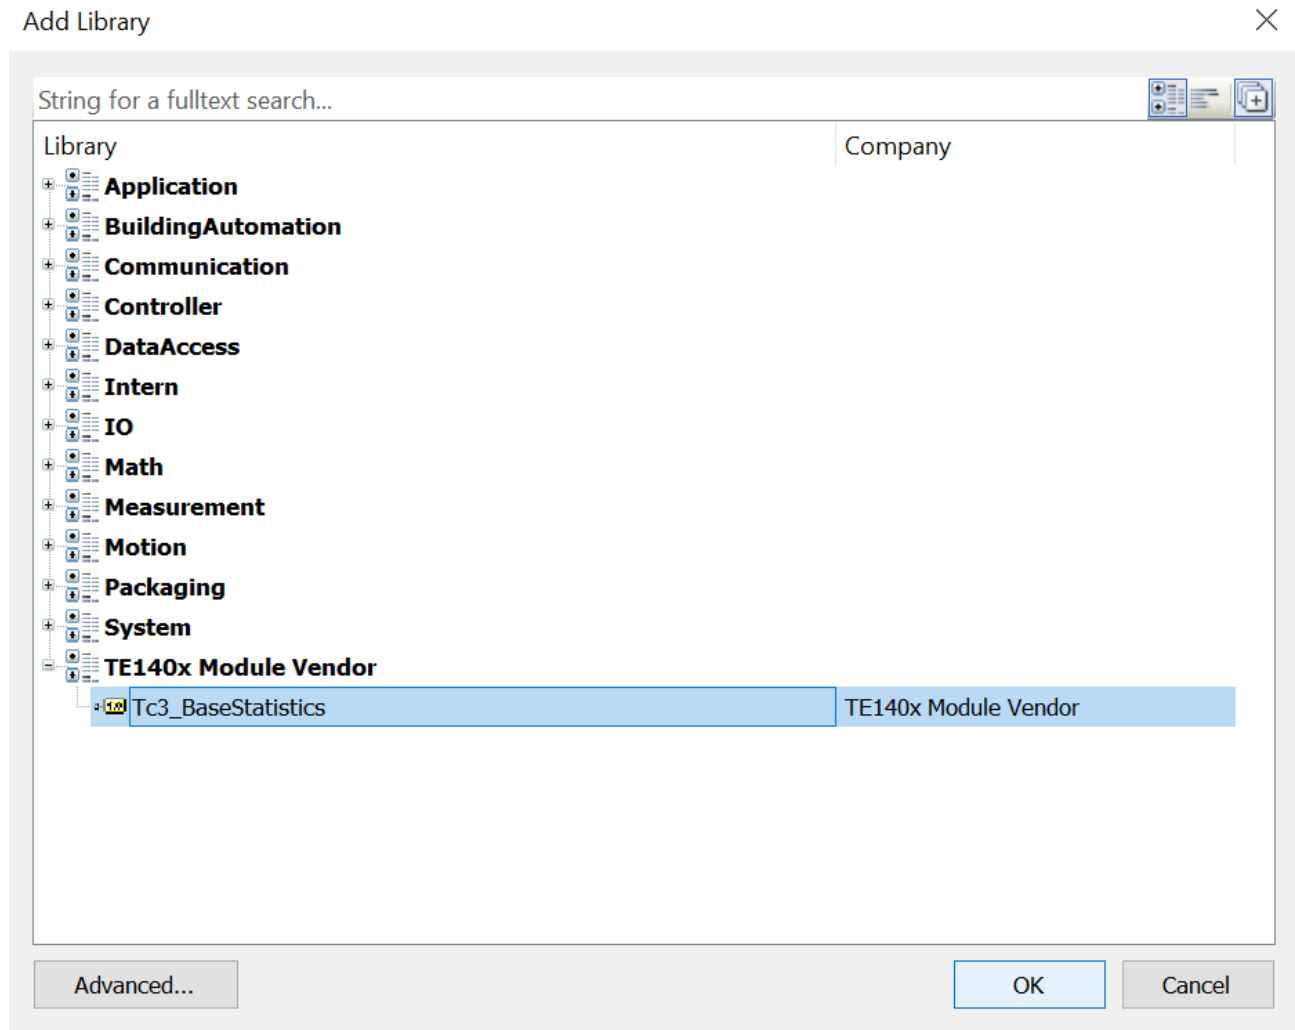 Add Library
String for a fulltext search...
Library Company
Application
BuildingAutomation
Communication
Controller
DataAccess
Intern
IO
Math
Measurement
Motion
Packaging
System
TE140x Module Vendor
Tc3_BaseStatistics TE140x Module Vendor
Advanced... OK Cancel